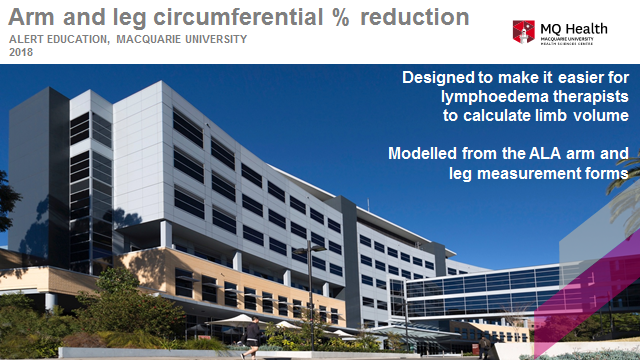 Arm and leg circumferential % reduction
ALERT EDUCATION, MACQUARIE UNIVERSITY
2018
MQ Health
MACQUARIE UNIVERSITY
HEALTH SCIENCES CENTER
Designed to make it easier for
lymphoedema therapists
to calculate limb volume
Modelled from the ALA arm and
leg measurement forms